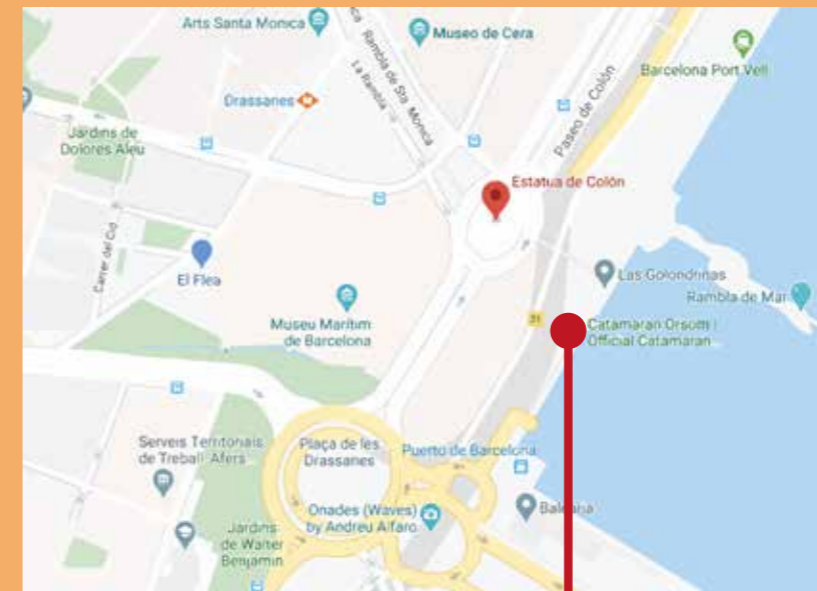 Arts Santa Monica
Museo de Cera
Barcelona Port Vell
Rambla de Sta. Monica
La Rambla
Paseo de Colón
Drassanes
Jardins de
Dolores Aleu
Estatua de Colón
Carrer del Cid
El Flea
Las Golondrinas
Rambla de Mar
Museu Marítim
de Barcelona
31
Catamaran Orsom |
Official Catamaran
Serveis Territorials
de Treball. Afers
Plaça de les
Drassanes
Puerto de Barcelona
Onades (Waves)
by Andreu Alfaro
Jardins
de Walter
Benjamin